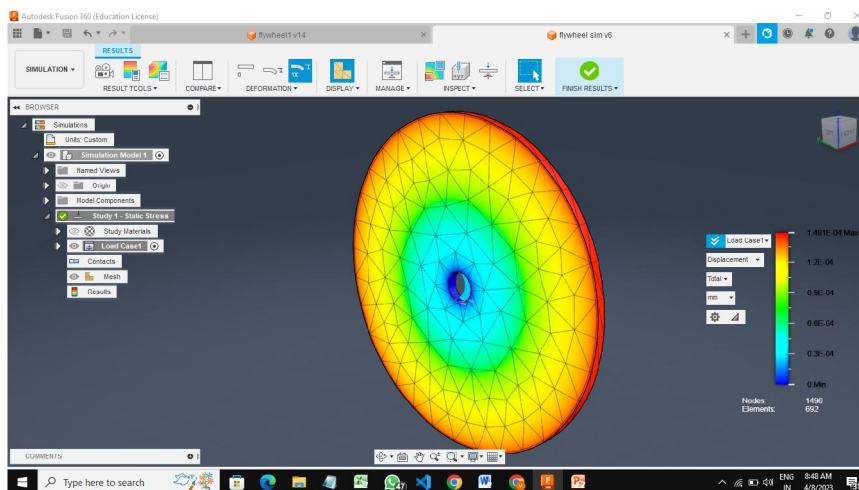 Autodesk Fusion 360 (Education License)
flywheel1 v14
flywheel sim v6
RESULTS
SIMULATION
RESULT TOOLS
COMPARE
DEFORMATION
DISPLAY
MANAGE
INSPECT
SELECT
FINISH RESULTS
BROWSER
Simulations
Units: Custom
Simulation Model 1
Named Views
Origin
Model Components
Study 1 - Static Stress
Study Materials
Load Case1
Contacts
Mesh
Results
Load Case1
Displacement
Total
mm
1.491E-04 Max
1.2E-04
0.9E-04
0.6E-04
0.3E-04
0 Min
Nodes: 1490
Elements: 692
COMMENTS
Type here to search
ENG
IN
8:48 AM
4/8/2023